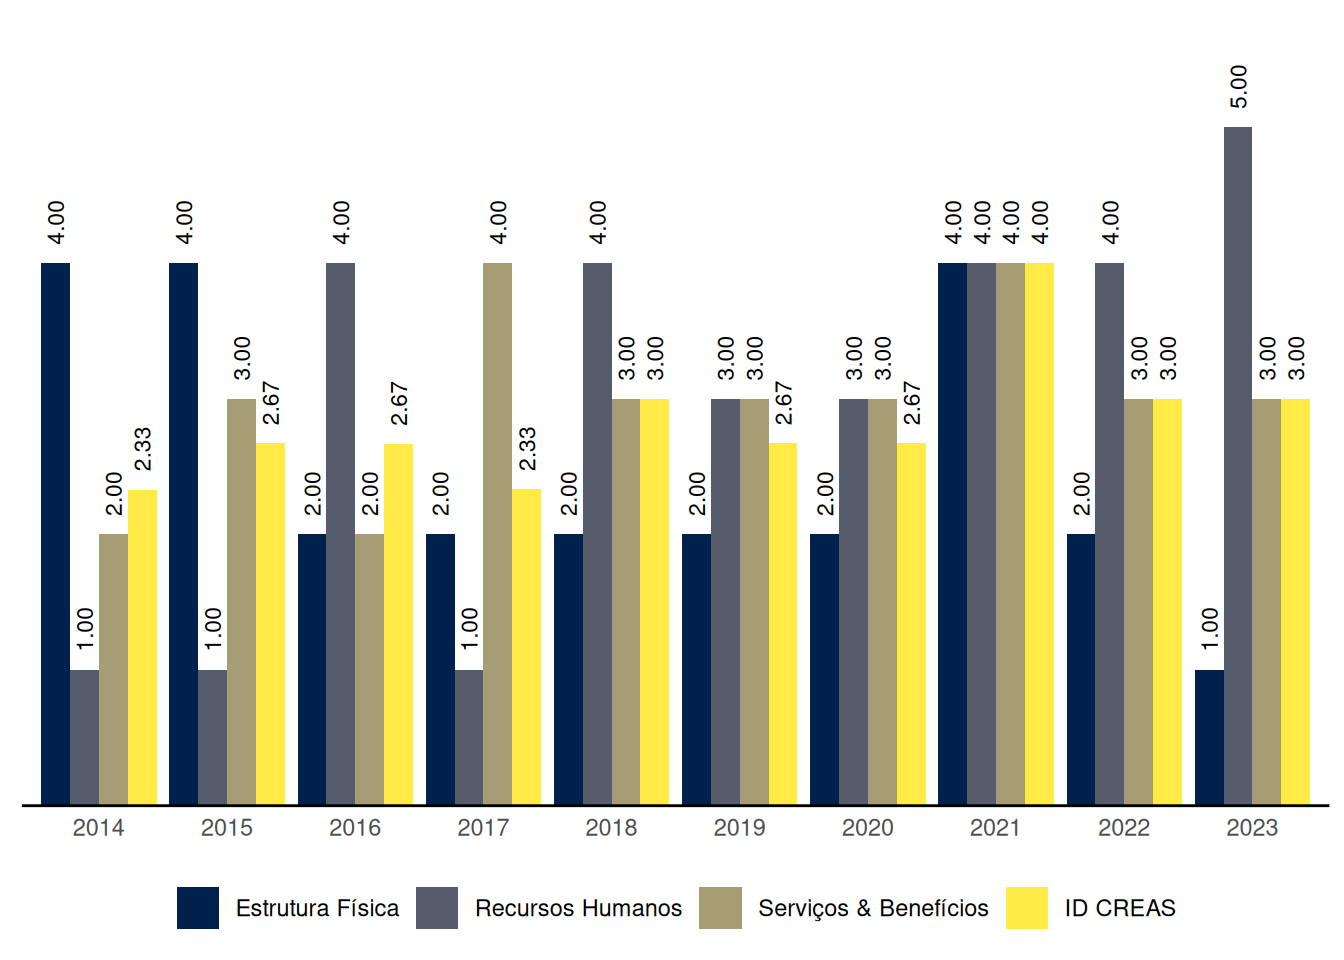 5.00
4.00 4.00 4.00 4.00 4.00 4.00 4.00 4.00 4.00 4.00
3.00 3.00 3.00 3.00 3.00 3.00 3.00 3.00 3.00 3.00 3.00
2.67 2.67 2.67 2.67
2.33 2.33
2.00 2.00 2.00 2.00 2.00 2.00 2.00 2.00
1.00 1.00 1.00 1.00
2014 2015 2016 2017 2018 2019 2020 2021 2022 2023
Estrutura Física Recursos Humanos Serviços & Benefícios ID CREAS